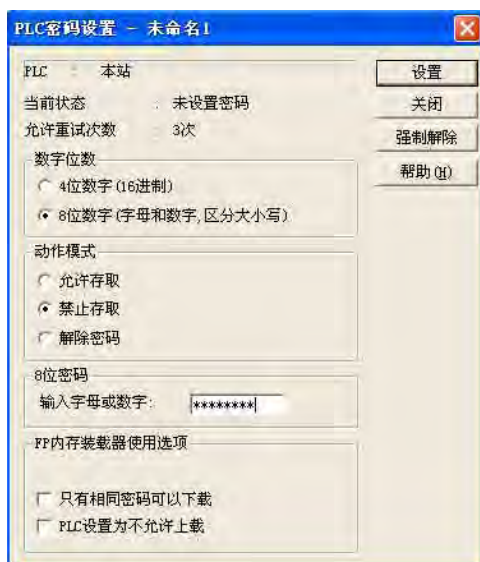 PLC密码设置 - 未命名1
PLC : 本站
当前状态 : 未设置密码
允许重试次数 : 3次
设置
关闭
强制解除
帮助(H)
数字位数
4位数字(16进制)
8位数字(字母和数字,区分大小写)
动作模式
允许存取
禁止存取
解除密码
8位密码
输入字母或数字: ********
FP内存装载器使用选项
只有相同密码可以下载
PLC设置为不允许上载